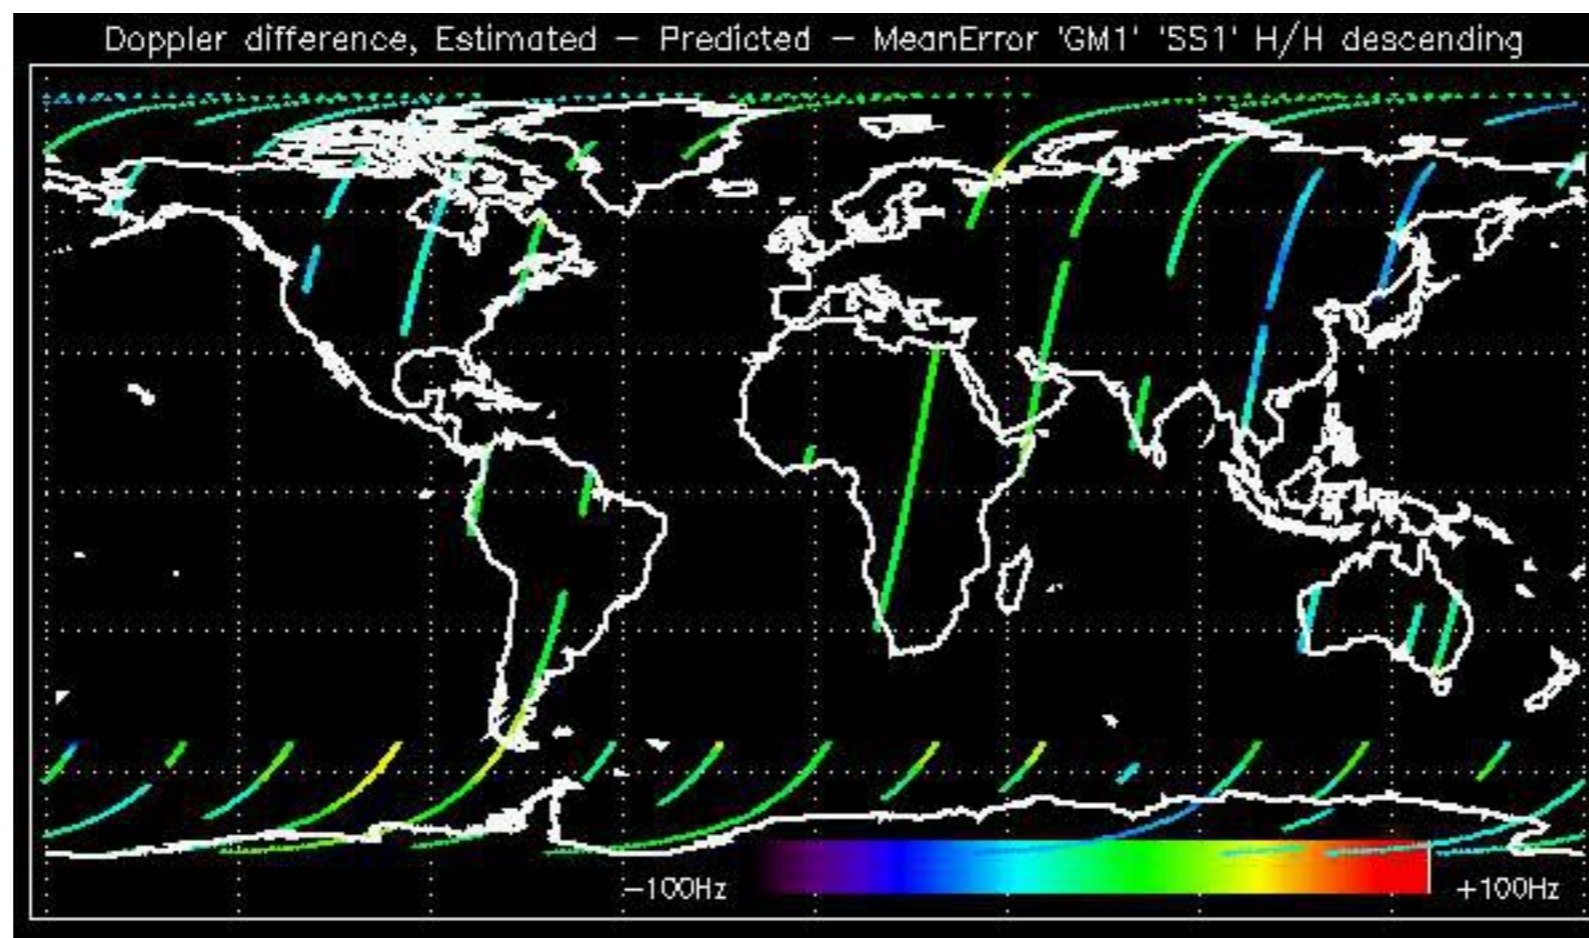 Doppler difference, Estimated – Predicted – MeanError 'GM1' 'SS1' H/H descending
–100Hz
+100Hz